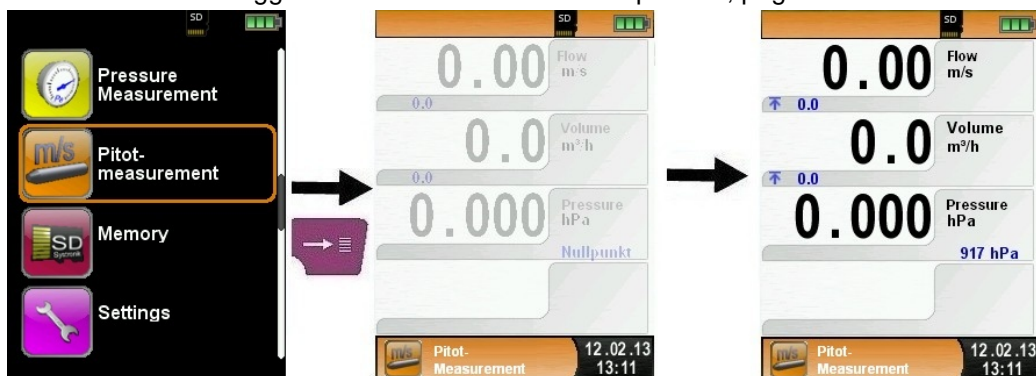 SD
Pressure
Measurement
m/s
Pitot-
measurement
SD
Systronik
Memory
Settings
SD
0.00 Flow
m/s
0.0
0.0 Volume
m³/h
0.0
0.000 Pressure
hPa
Nullpunkt
m/s Pitot-
Measurement
12.02.13
13:11
SD
0.00 Flow
m/s
0.0
0.0 Volume
m³/h
0.0
0.000 Pressure
hPa
917 hPa
m/s Pitot-
Measurement
12.02.13
13:11